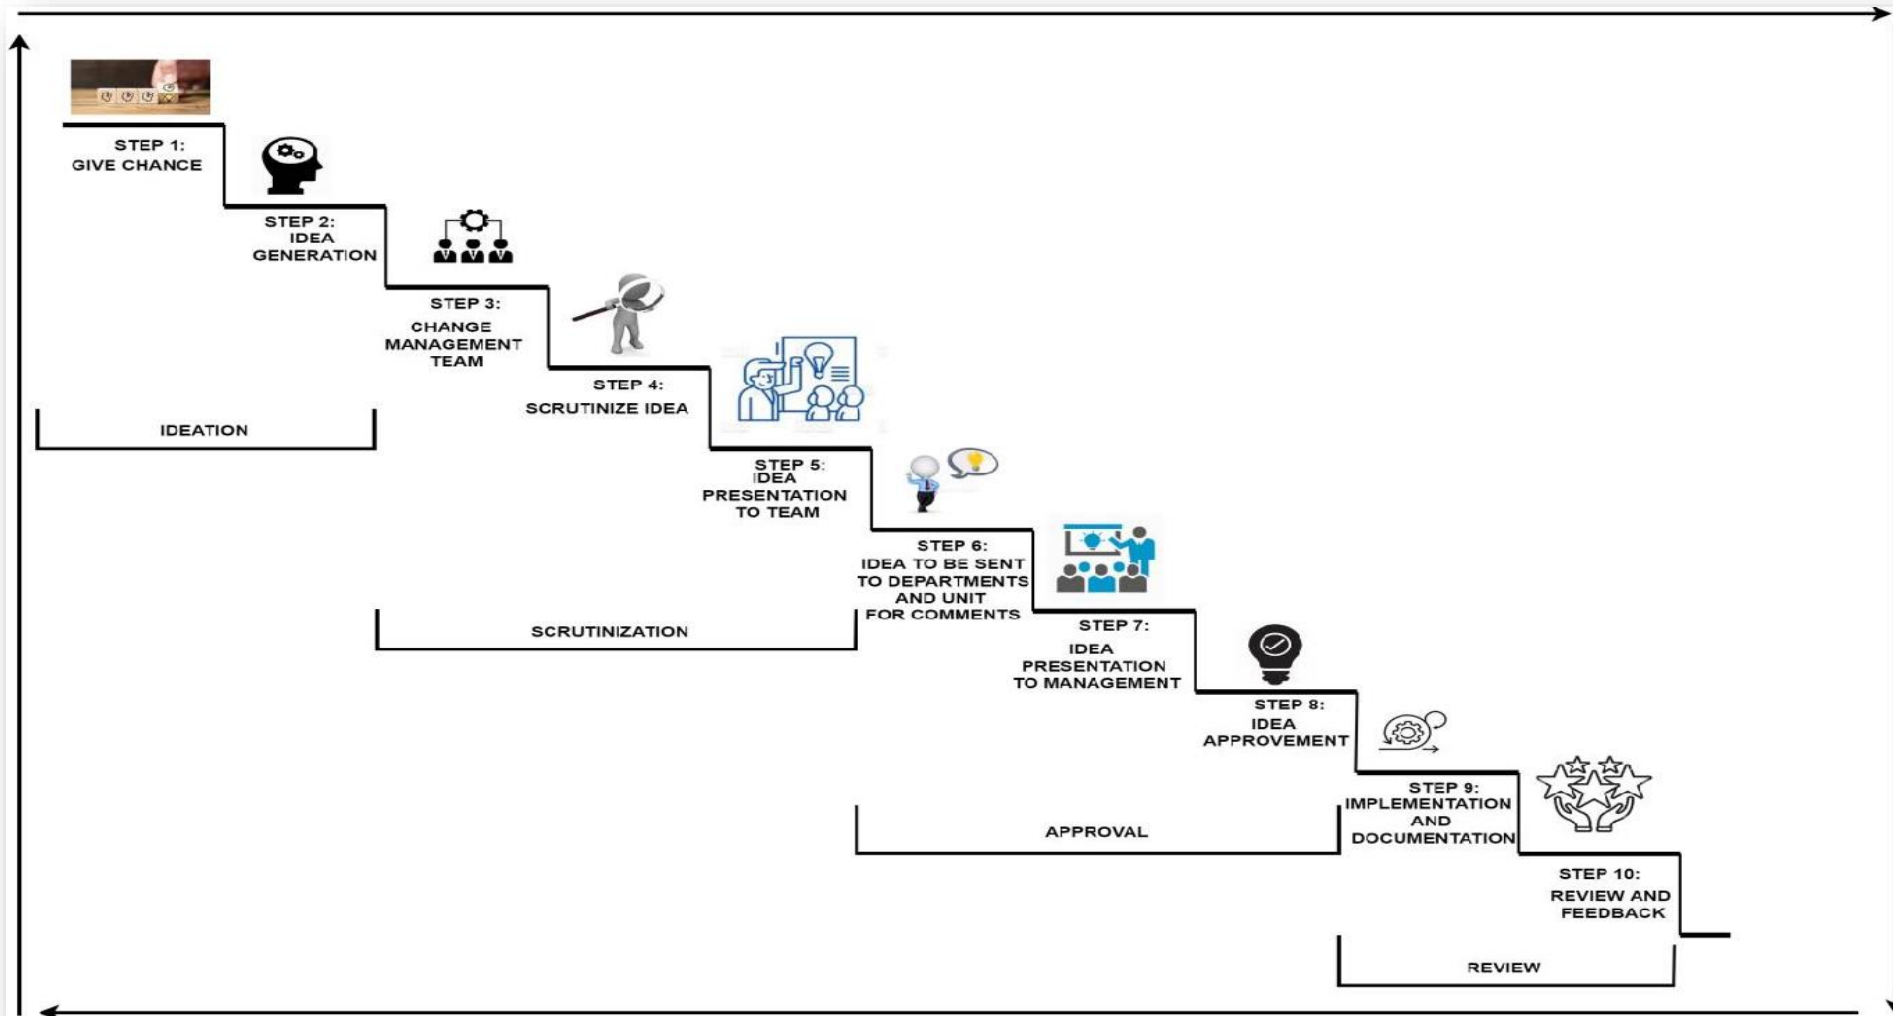 STEP 1:
GIVE CHANCE
STEP 2:
IDEA
GENERATION
STEP 3:
CHANGE
MANAGEMENT
TEAM
STEP 4:
SCRUTINIZE IDEA
IDEATION
STEP 5:
IDEA
PRESENTATION
TO TEAM
STEP 6:
IDEA TO BE SENT
TO DEPARTMENTS
AND UNIT
FOR COMMENTS
SCRUTINIZATION
STEP 7:
IDEA
PRESENTATION
TO MANAGEMENT
STEP 8:
IDEA
APPROVEMENT
STEP 9:
IMPLEMENTATION
AND
DOCUMENTATION
APPROVAL
STEP 10:
REVIEW AND
FEEDBACK
REVIEW